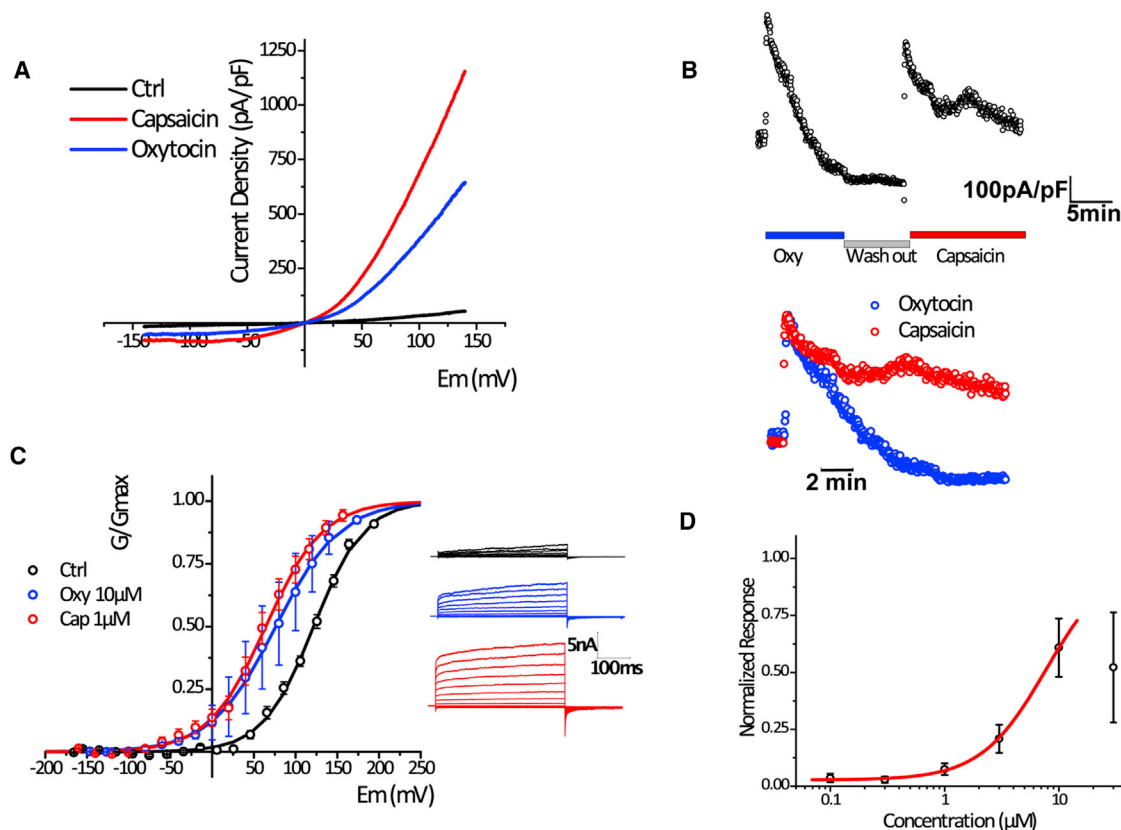 A
Ctrl
Capsaicin
Oxytocin
Current Density (pA/pF)
1250
1000
750
500
250
-150
-100
-50
50
100
150
Em (mV)
B
100pA/pF
5min
Oxy
Wash out
Capsaicin
Oxytocin
Capsaicin
2 min
C
G/Gmax
1.00
0.75
0.50
0.25
Ctrl
Oxy 10μM
Cap 1μM
-200
-150
-100
-50
50
100
150
200
250
Em (mV)
5nA
100ms
D
Normalized Response
1.00
0.75
0.50
0.25
0.00
0.1
1
10
Concentration (μM)